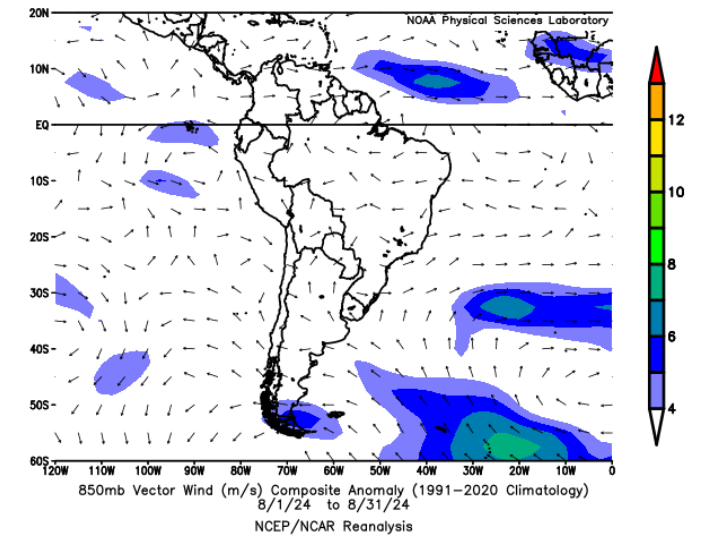 NOAA Physical Sciences Laboratory
20N
10N
EQ
10S
20S
30S
40S
50S
60S
120W 110W 100W 90W 80W 70W 60W 50W 40W 30W 20W 10W 0
12
10
8
6
4
850mb Vector Wind (m/s) Composite Anomaly (1991-2020 Climatology)
8/1/24 to 8/31/24
NCEP/NCAR Reanalysis